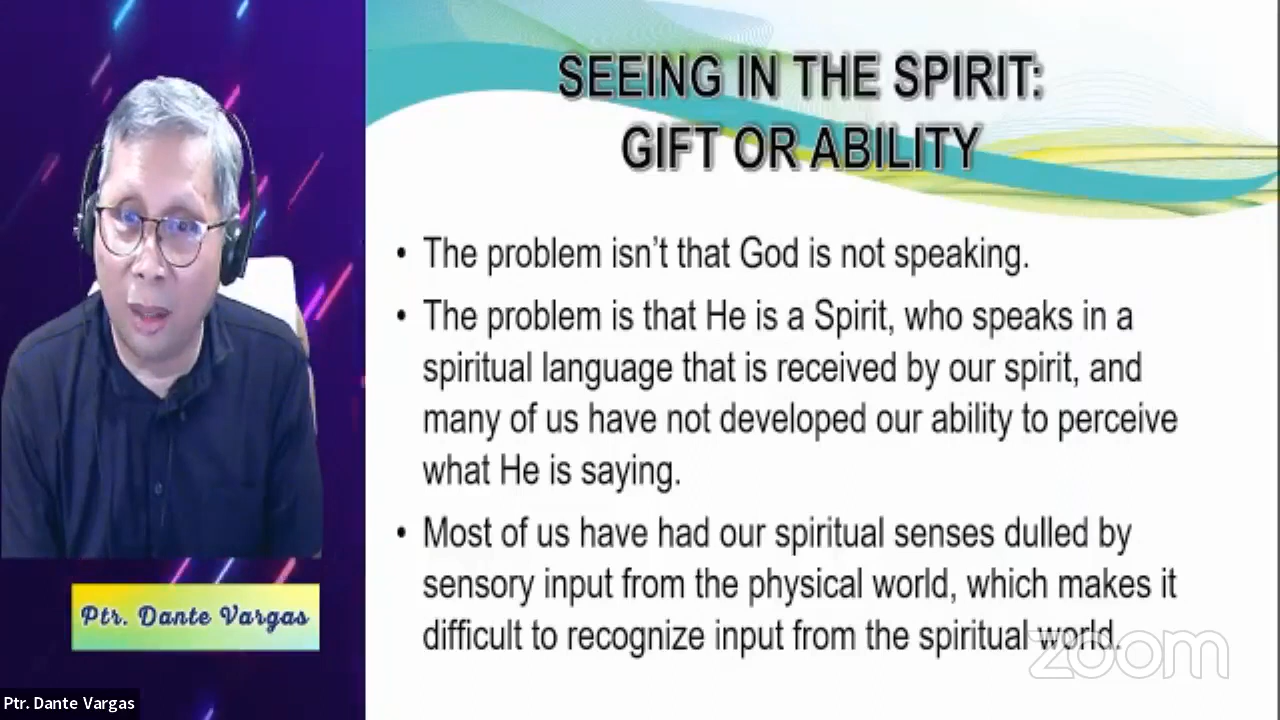 SEEING IN THE SPIRIT:
GIFT OR ABILITY
• The problem isn't that God is not speaking.
• The problem is that He is a Spirit, who speaks in a
spiritual language that is received by our spirit, and
many of us have not developed our ability to perceive
what He is saying.
• Most of us have had our spiritual senses dulled by
sensory input from the physical world, which makes it
difficult to recognize input from the spiritual world.
Ptr. Dante Vargas
Ptr. Dante Vargas
zoom